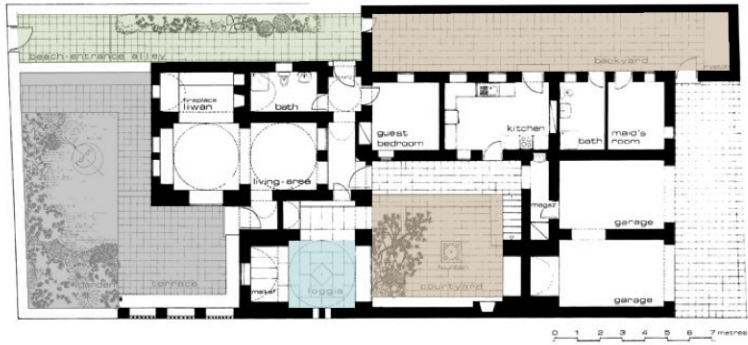 beach-entrance alley
backyard
fireplace
liwan
bath
guest
bedroom
kitchen
bath
maid's
room
living-area
magaz
garage
garden
terrace
loggia
fountain
courtyard
garage
0 1 2 3 4 5 6 7 metres